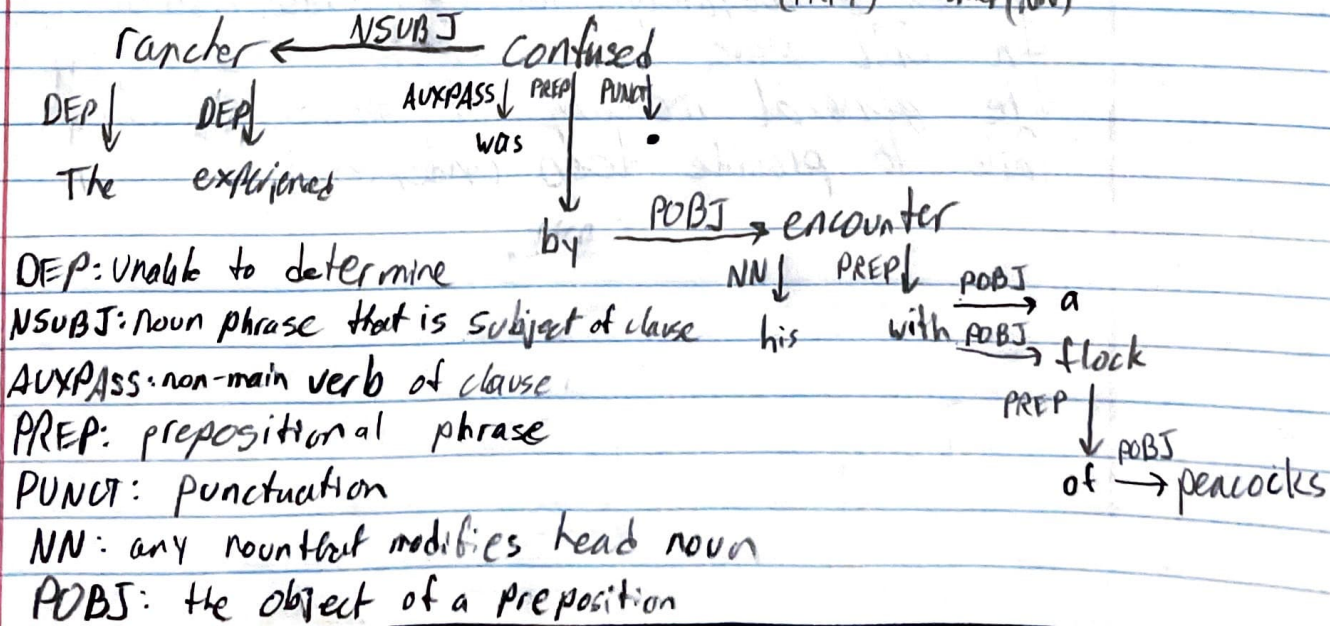 rancher NSUBJ confused
DEP DEP AUXPASS PREP PUNCT
was .
The experienced
by POBJ encounter
DEP: Unable to determine NN PREP POBJ a
NSUBJ: noun phrase that is subject of clause his with POBJ flock
AUXPASS: non-main verb of clause
PREP
PREP: prepositional phrase
POBJ
PUNCT: punctuation of peacocks
NN: any noun that modifies head noun
POBJ: the object of a preposition